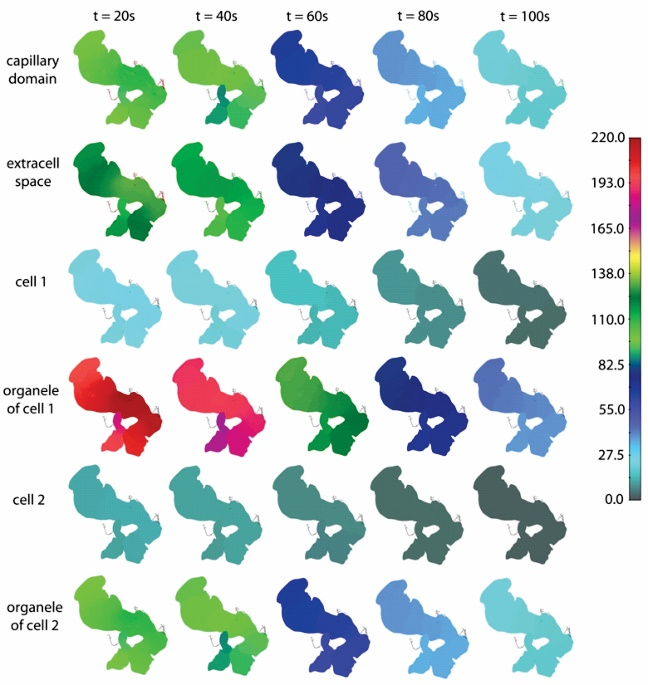 t = 20s t = 40s t = 60s t = 80s t = 100s
capillary
domain
extracell
space
cell 1
organele
of cell 1
cell 2
organele
of cell 2
220.0
193.0
165.0
138.0
110.0
82.5
55.0
27.5
0.0